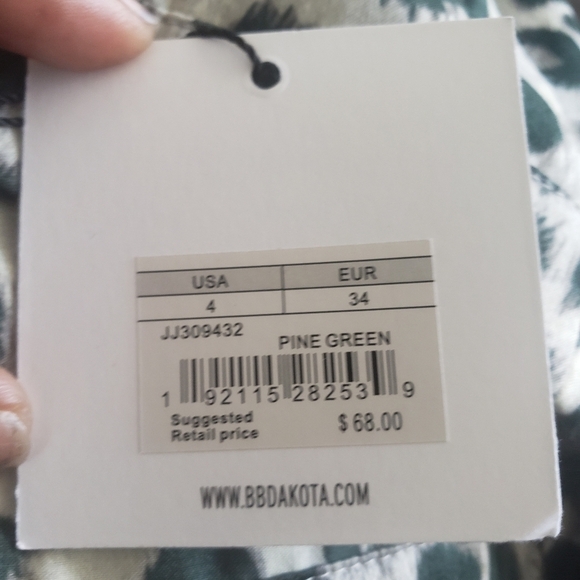 USA EUR
4 34
JJ309432
PINE GREEN
1 92115 28253 9
Suggested
Retail price $ 68.00
WWW.BBDAKOTA.COM